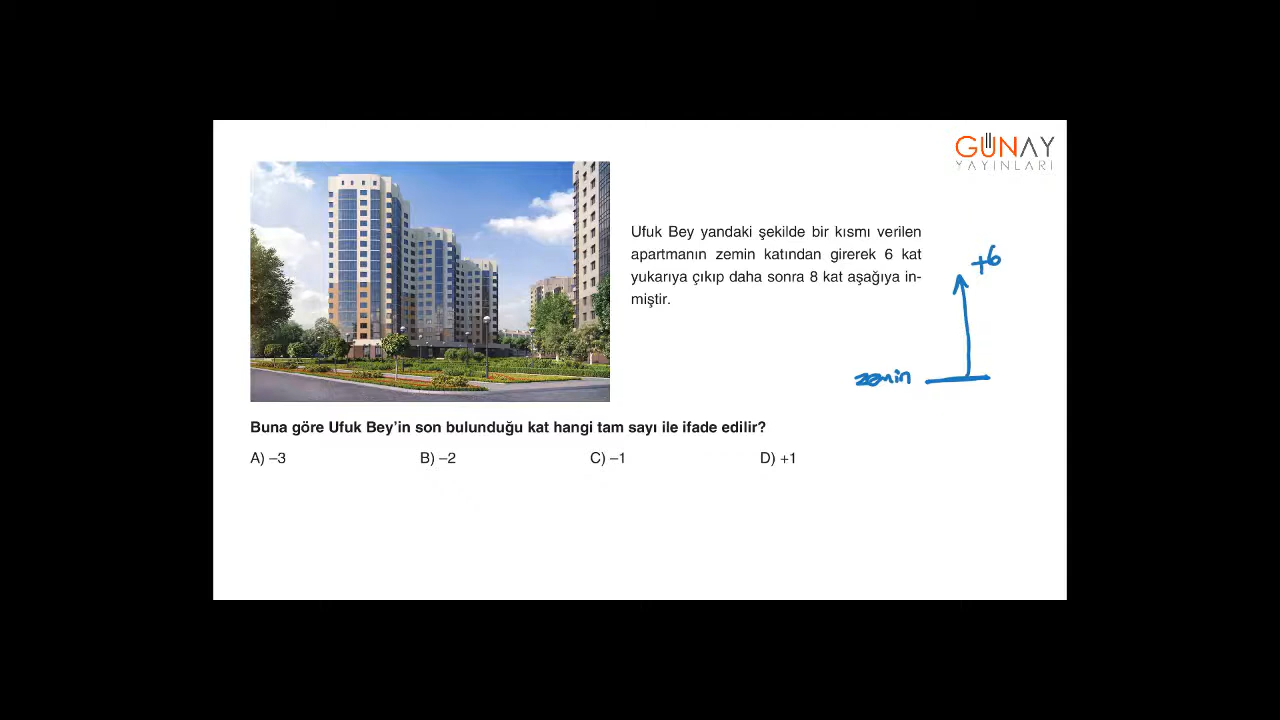 GÜNAY
YAYINLARI
Ufuk Bey yandaki şekilde bir kısmı verilen
apartmanın zemin katından girerek 6 kat
yukarıya çıkıp daha sonra 8 kat aşağıya in-
miştir.
+6
zemin
Buna göre Ufuk Bey’in son bulunduğu kat hangi tam sayı ile ifade edilir?
A) –3 B) –2 C) –1 D) +1